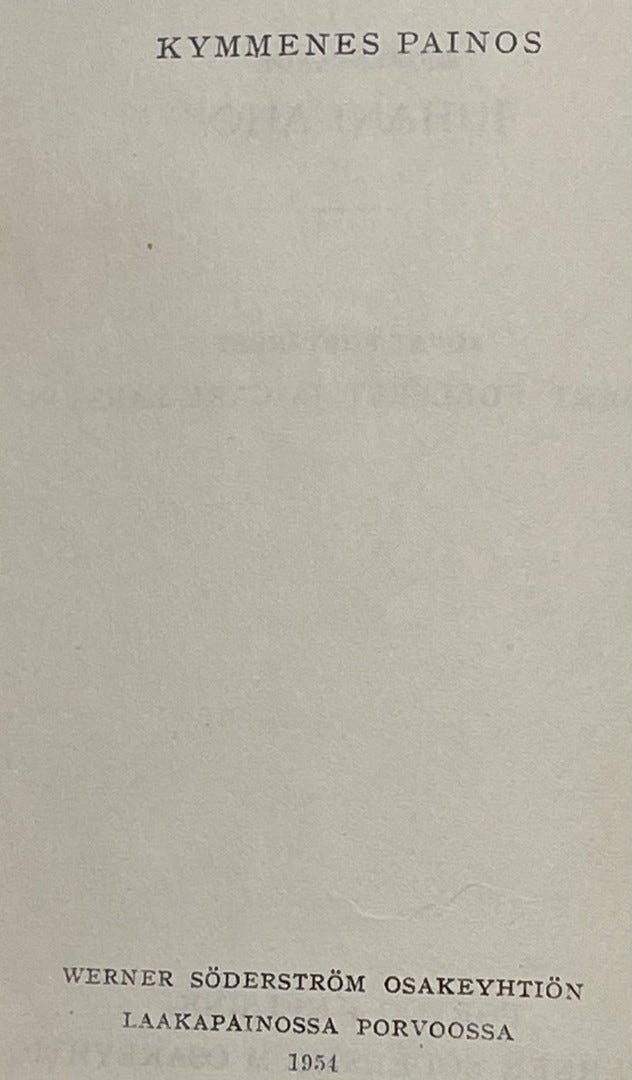 KYMMENES PAINOS
WERNER SÖDERSTRÖM OSAKEYHTIÖN
LAAKAPAINOSSA PORVOOSSA
1954